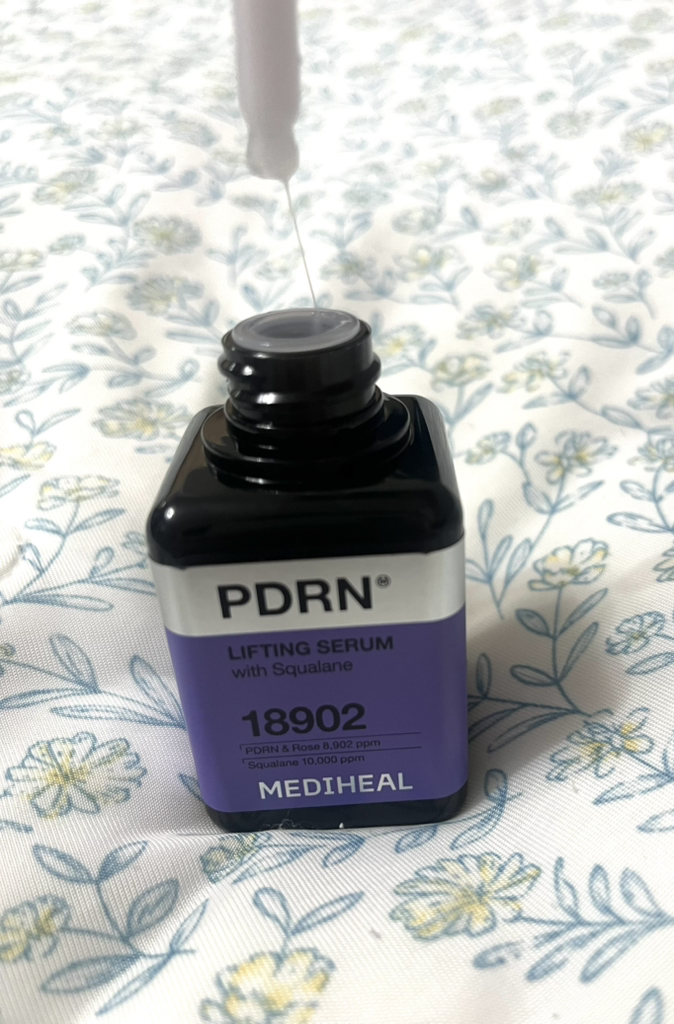 PDRN®
LIFTING SERUM
with Squalane
18902
PDRN & Rose 8,902 ppm
Squalane 10,000 ppm
MEDIHEAL